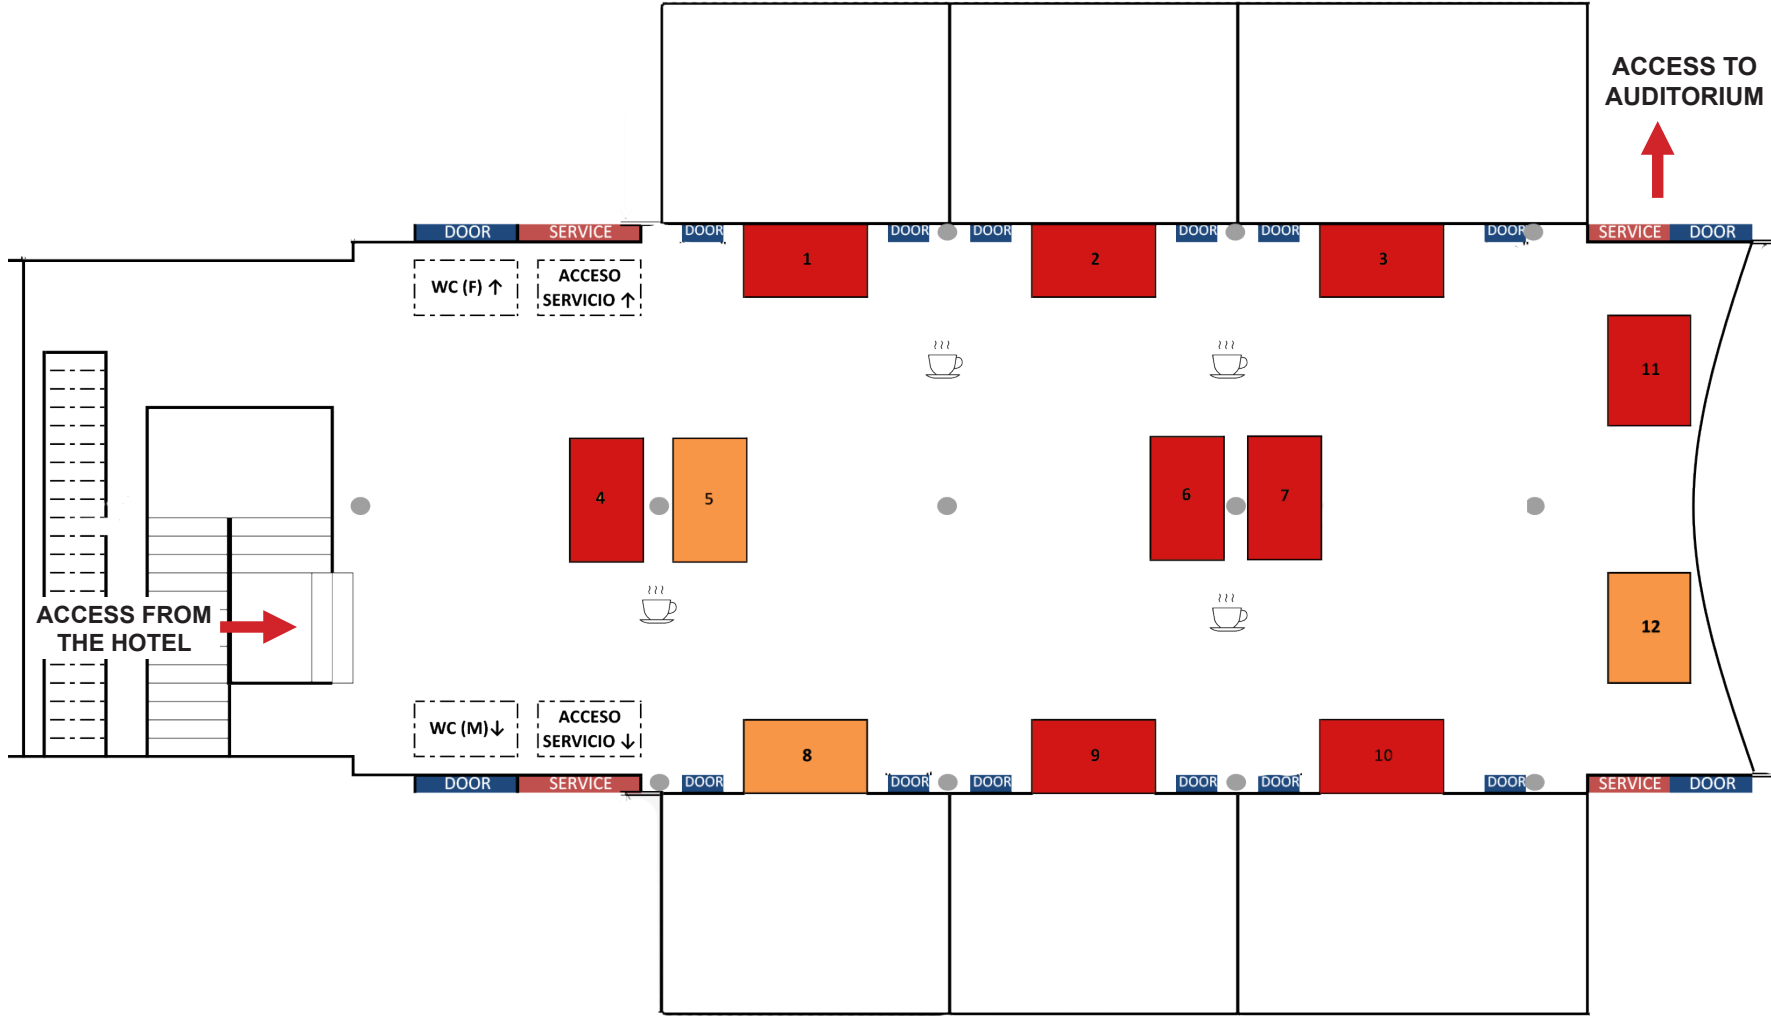 ACCESS TO
AUDITORIUM
DOOR SERVICE DOOR DOOR DOOR DOOR DOOR DOOR SERVICE DOOR
WC (F) ↑
ACCESO
SERVICIO ↑
1 2 3
11
4 5 6 7
ACCESS FROM
THE HOTEL
12
WC (M) ↓
ACCESO
SERVICIO ↓
8 9 10
DOOR SERVICE DOOR DOOR DOOR DOOR DOOR DOOR SERVICE DOOR